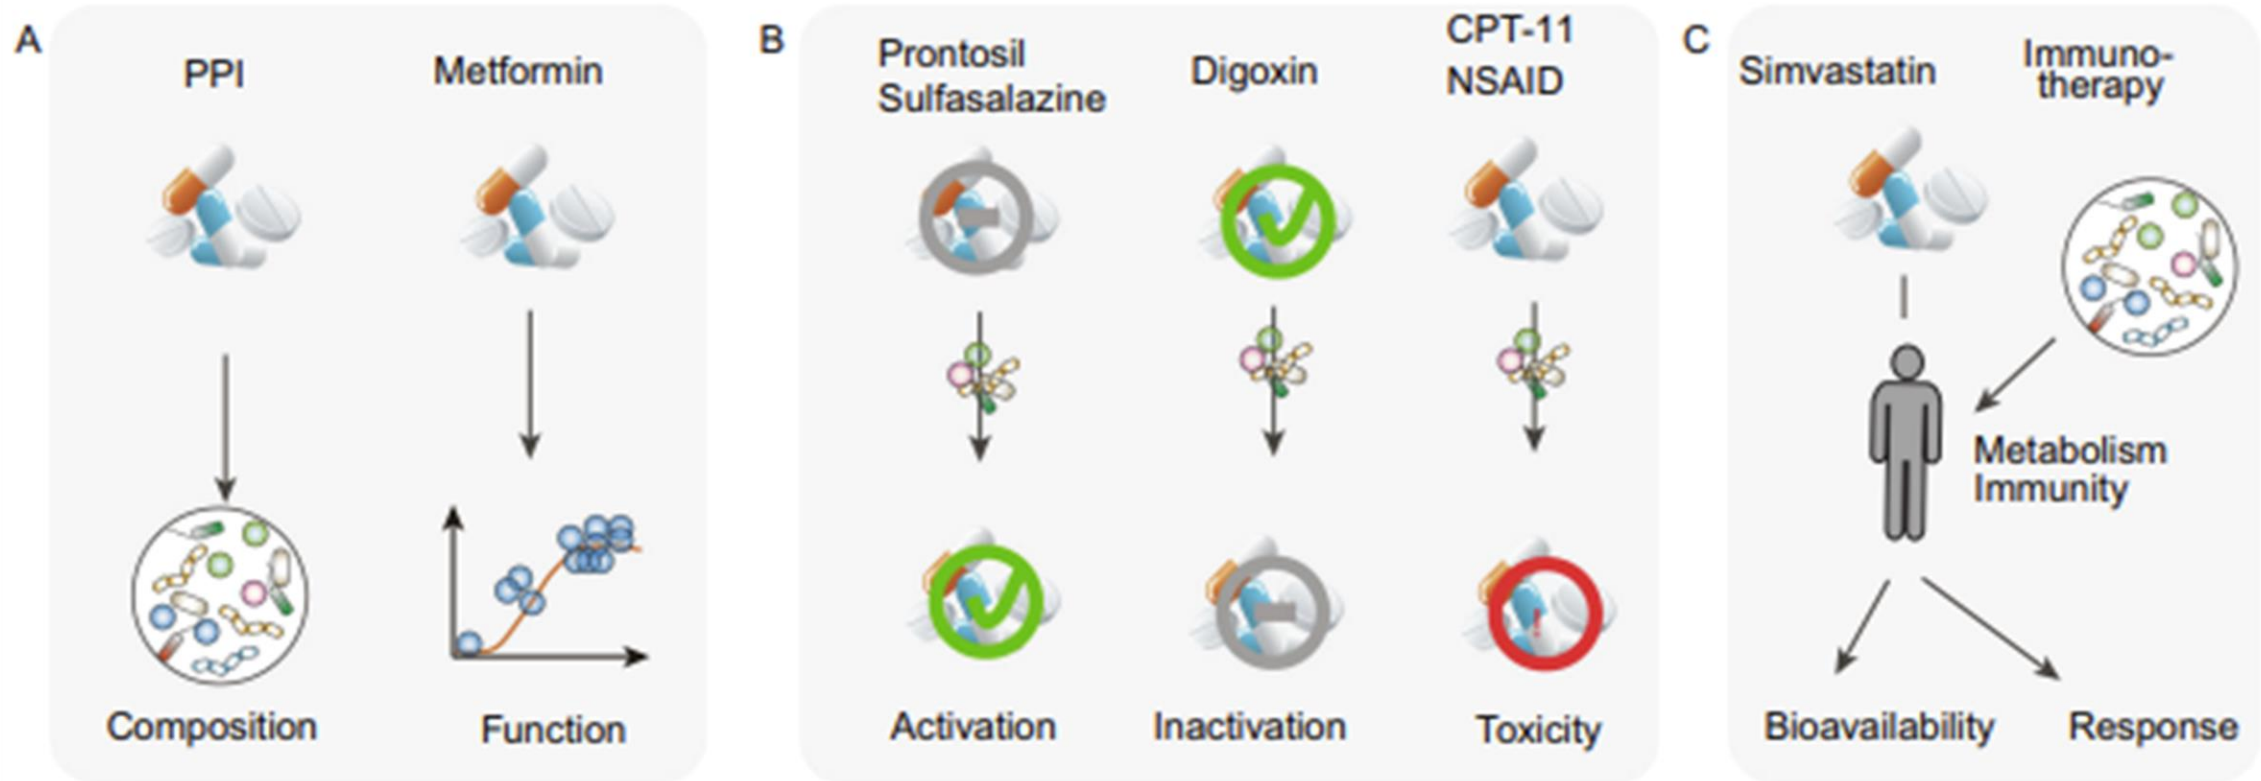 A
PPI
Metformin
Composition
Function
B
Prontosil
Sulfasalazine
Digoxin
CPT-11
NSAID
Activation
Inactivation
Toxicity
C
Simvastatin
Immuno-
therapy
Metabolism
Immunity
Bioavailability
Response